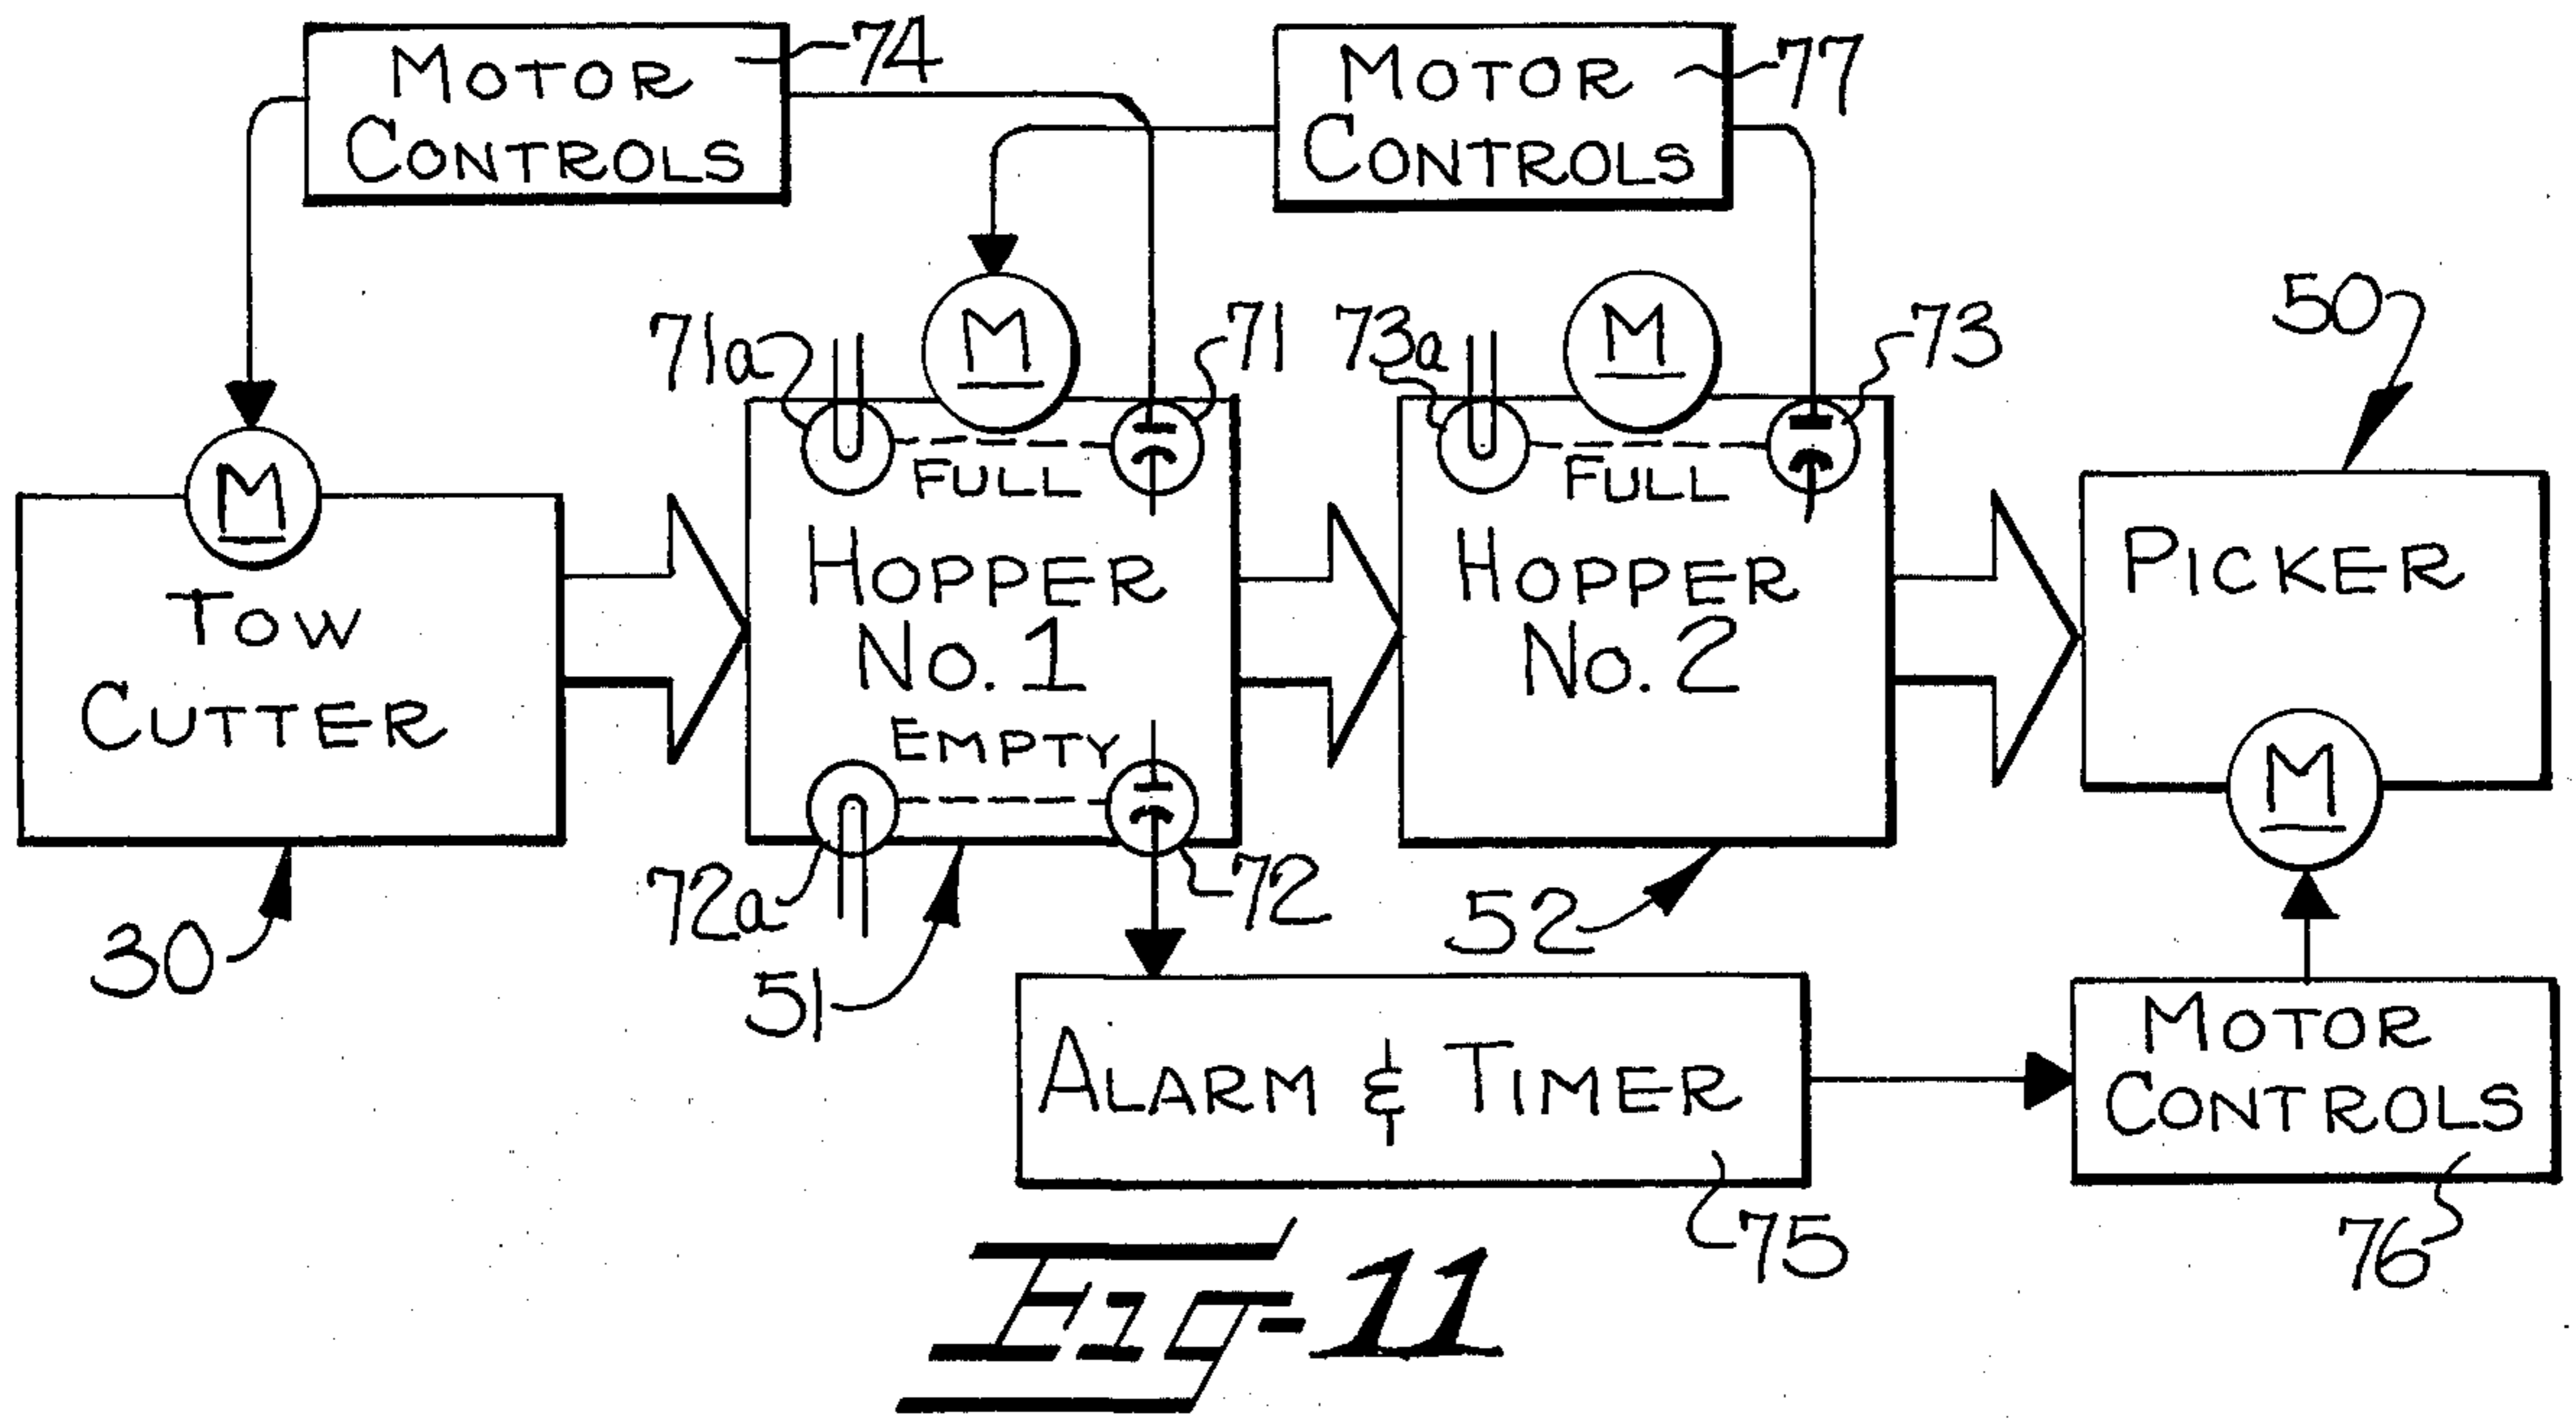 MOTOR
CONTROLS
74
MOTOR
CONTROLS
77
M
71a
M
71
73a
M
73
50
FULL
FULL
TOW
CUTTER
HOPPER
No. 1
EMPTY
HOPPER
No. 2
PICKER
M
30
72a
51
72
52
ALARM & TIMER
75
MOTOR
CONTROLS
76
Fig-11